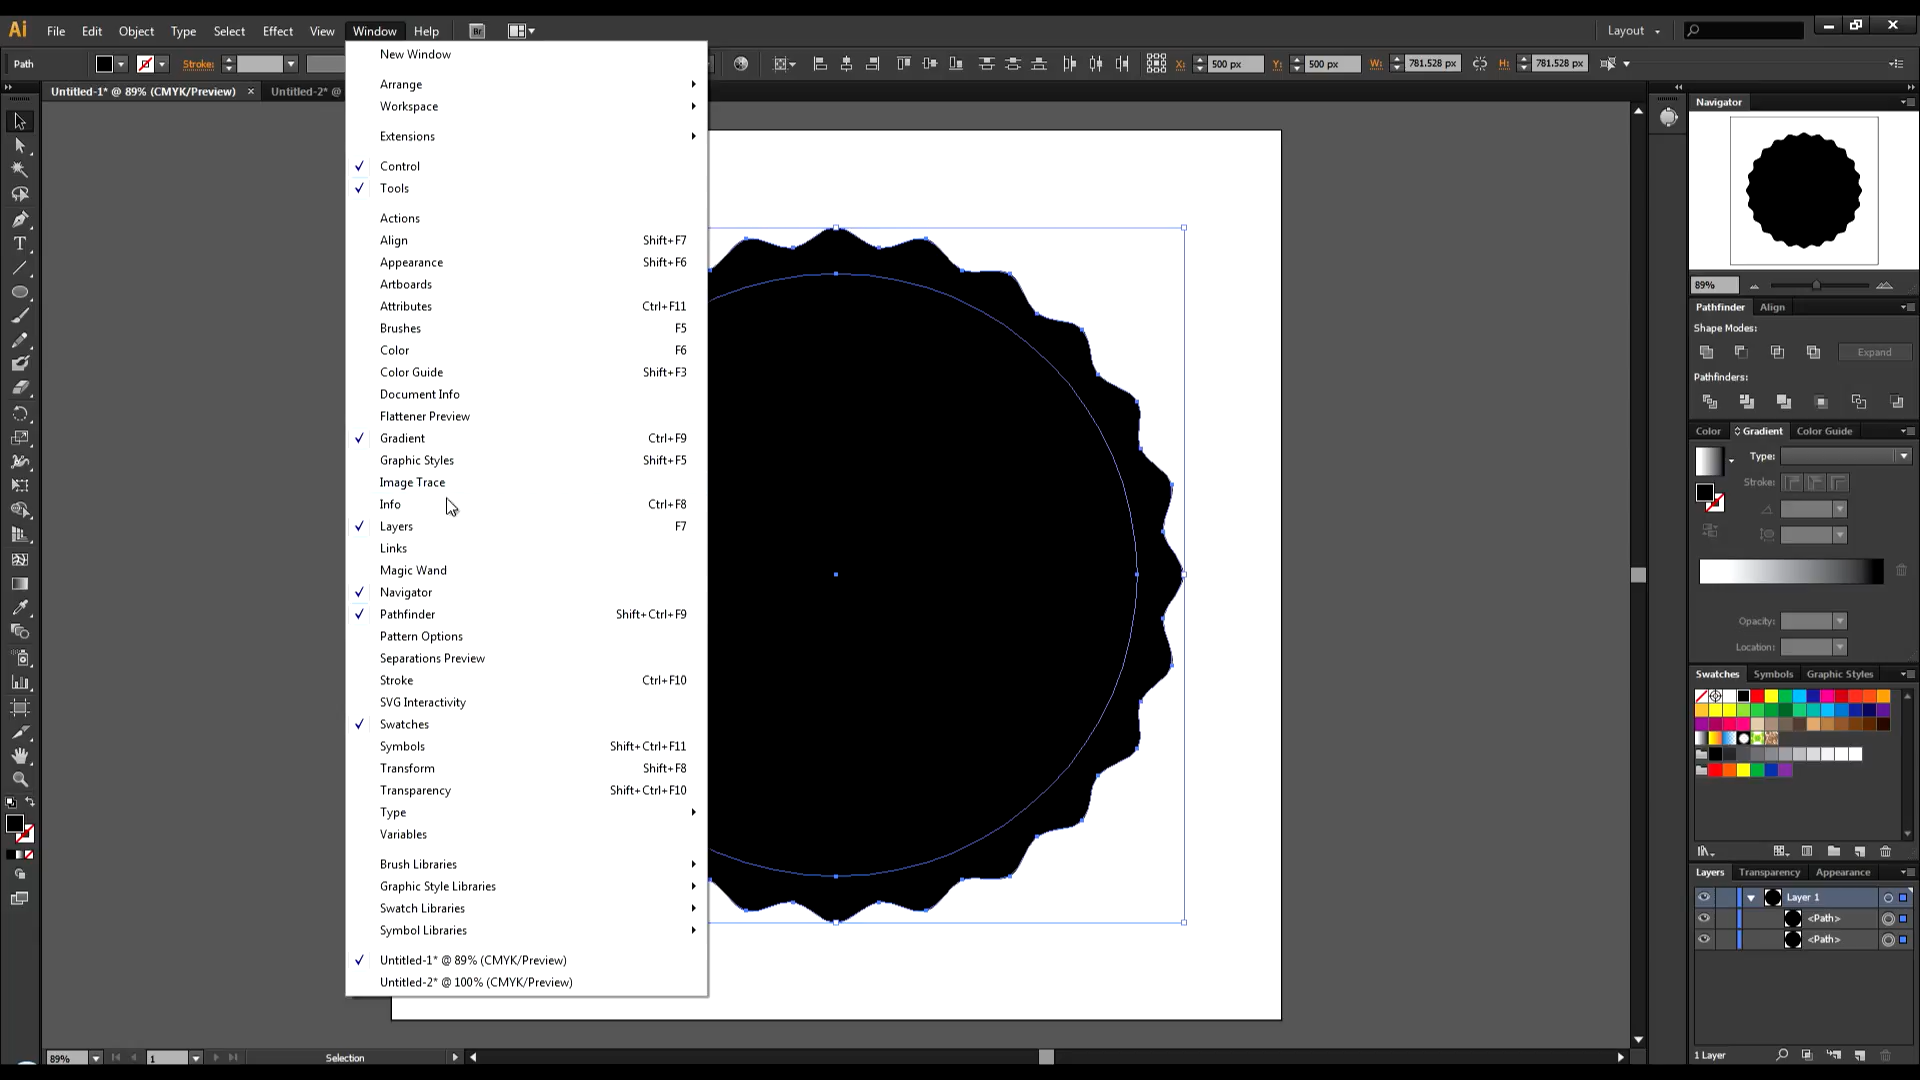 Ai File Edit Object Type Select Effect View Window Help Br Layout
Path Stroke: X: 500 px Y: 500 px W: 781.528 px H: 781.528 px
Untitled-1* @ 89% (CMYK/Preview) × Untitled-2* @
New Window
Arrange
Workspace
Extensions
Control
Tools
Actions
Align Shift+F7
Appearance Shift+F6
Artboards
Attributes Ctrl+F11
Brushes F5
Color F6
Color Guide Shift+F3
Document Info
Flattener Preview
Gradient Ctrl+F9
Graphic Styles Shift+F5
Image Trace
Info Ctrl+F8
Layers F7
Links
Magic Wand
Navigator
Pathfinder Shift+Ctrl+F9
Pattern Options
Separations Preview
Stroke Ctrl+F10
SVG Interactivity
Swatches
Symbols Shift+Ctrl+F11
Transform Shift+F8
Transparency Shift+Ctrl+F10
Type
Variables
Brush Libraries
Graphic Style Libraries
Swatch Libraries
Symbol Libraries
Untitled-1* @ 89% (CMYK/Preview)
Untitled-2* @ 100% (CMYK/Preview)
Navigator
89%
Pathfinder Align
Shape Modes:
Expand
Pathfinders:
Color Gradient Color Guide
Type:
Stroke:
Opacity:
Location:
Swatches Symbols Graphic Styles
Layers Transparency Appearance
Layer 1
<Path>
<Path>
1 Layer
89% 1 Selection